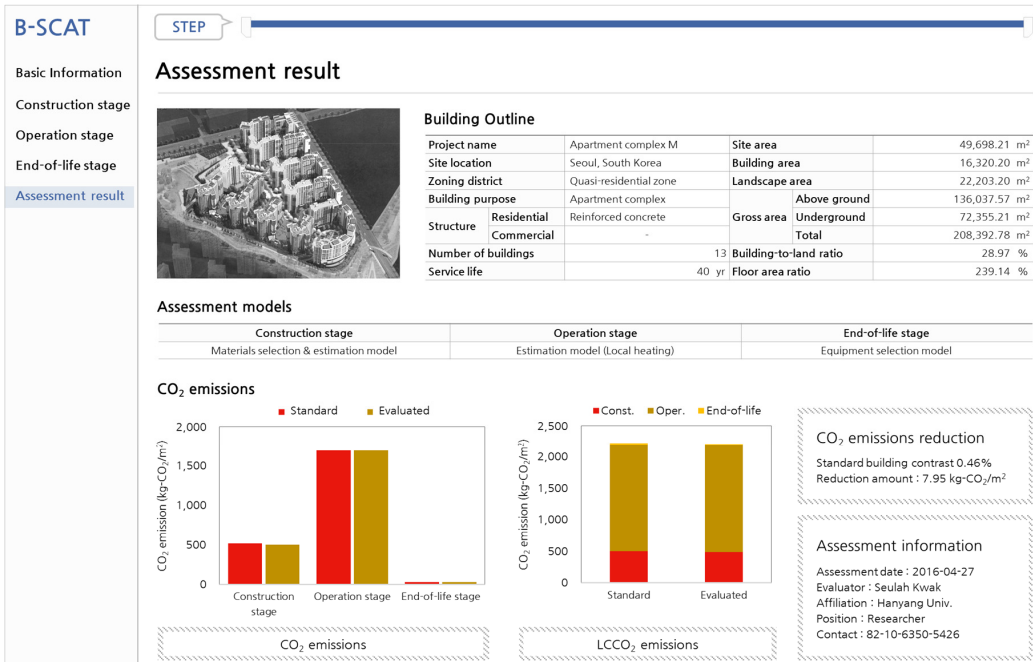 B-SCAT
STEP
Basic Information
Construction stage
Operation stage
End-of-life stage
Assessment result
Assessment result
Building Outline
Project name Apartment complex M Site area 49,698.21 m²
Site location Seoul, South Korea Building area 16,320.20 m²
Zoning district Quasi-residential zone Landscape area 22,203.20 m²
Building purpose Apartment complex Gross area Above ground 136,037.57 m²
Structure Residential Reinforced concrete Underground 72,355.21 m²
Commercial - Total 208,392.78 m²
Number of buildings 13 Building-to-land ratio 28.97 %
Service life 40 yr Floor area ratio 239.14 %
Assessment models
Construction stage Operation stage End-of-life stage
Materials selection & estimation model Estimation model (Local heating) Equipment selection model
CO₂ emissions
Standard Evaluated
CO₂ emission (kg-CO₂/m²)
2,000
1,500
1,000
500
0
Construction stage Operation stage End-of-life stage
CO₂ emissions
Const. Oper. End-of-life
CO₂ emission (kg-CO₂/m²)
2,500
2,000
1,500
1,000
500
0
Standard Evaluated
LCCO₂ emissions
CO₂ emissions reduction
Standard building contrast 0.46%
Reduction amount : 7.95 kg-CO₂/m²
Assessment information
Assessment date : 2016-04-27
Evaluator : Seulah Kwak
Affiliation : Hanyang Univ.
Position : Researcher
Contact : 82-10-6350-5426